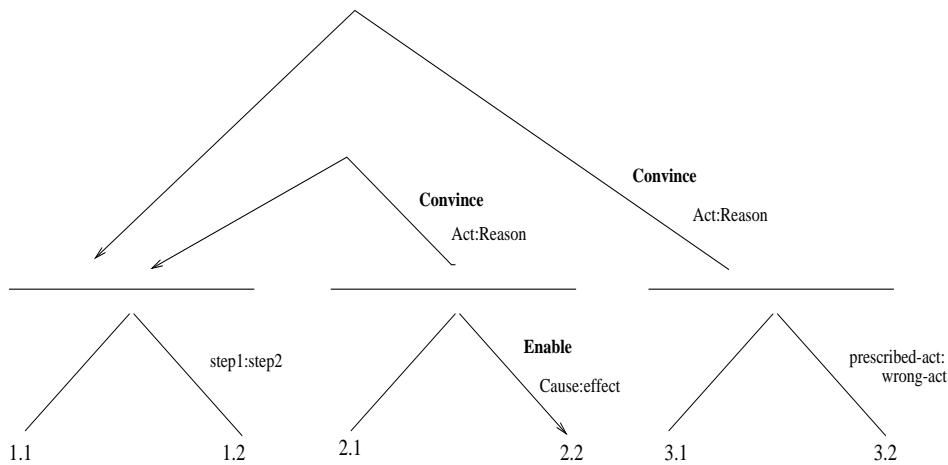 Convince
Act:Reason
Convince
Act:Reason
step1:step2
Enable
Cause:effect
prescribed-act:
wrong-act
1.1
1.2
2.1
2.2
3.1
3.2